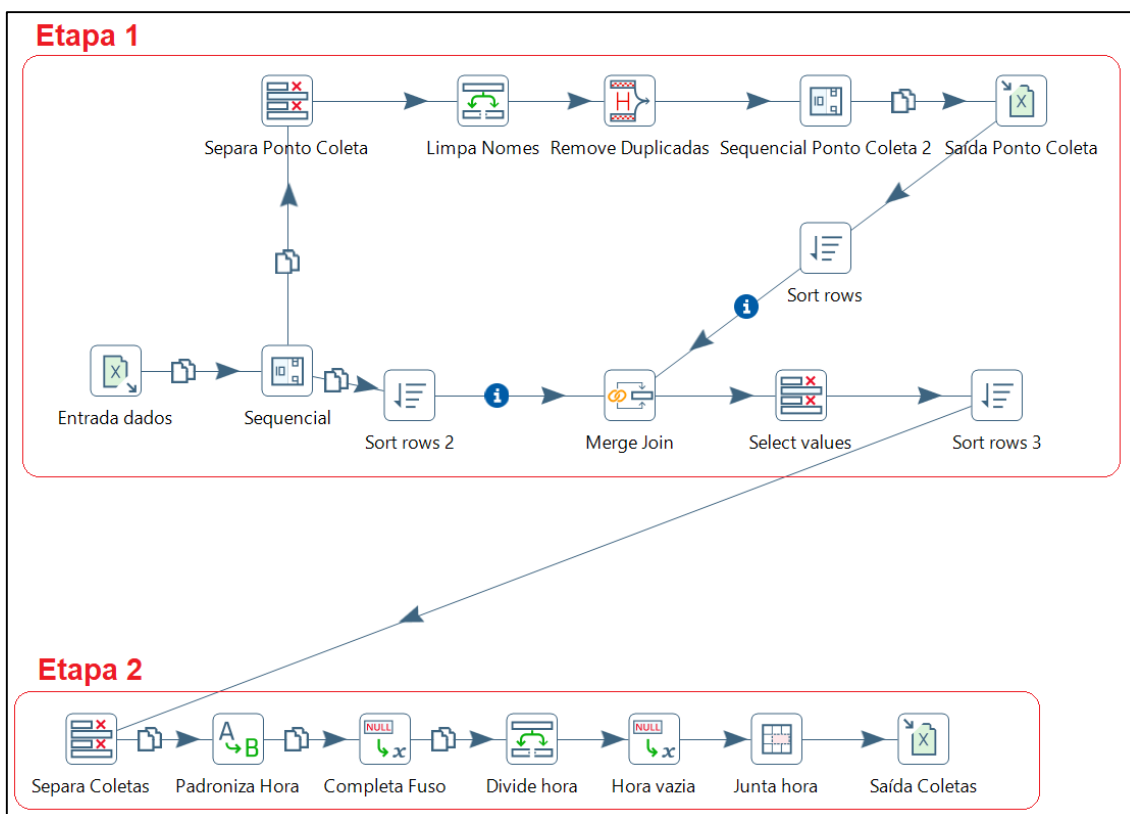 Etapa 1
Separa Ponto Coleta
Limpa Nomes
Remove Duplicadas
Sequencial Ponto Coleta 2
Saída Ponto Coleta
Sort rows
Entrada dados
Sequencial
Sort rows 2
Merge Join
Select values
Sort rows 3
Etapa 2
Separa Coletas
Padroniza Hora
Completa Fuso
Divide hora
Hora vazia
Junta hora
Saída Coletas